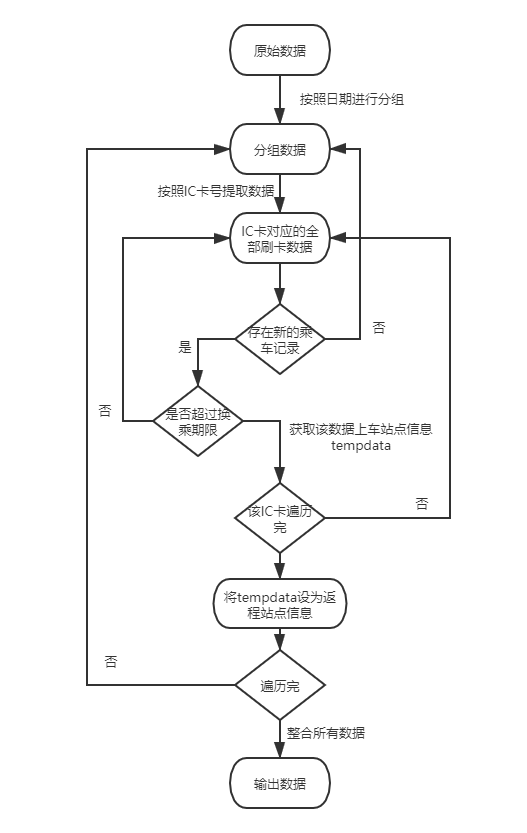 原始数据
按照日期进行分组
分组数据
按照IC卡号提取数据
IC卡对应的全
部刷卡数据
存在新的乘
车记录
否
是
是否超过换
乘期限
否
获取该数据上车站点信息
tempdata
该IC卡遍历
完
否
将tempdata设为返
程站点信息
否
遍历完
整合所有数据
输出数据